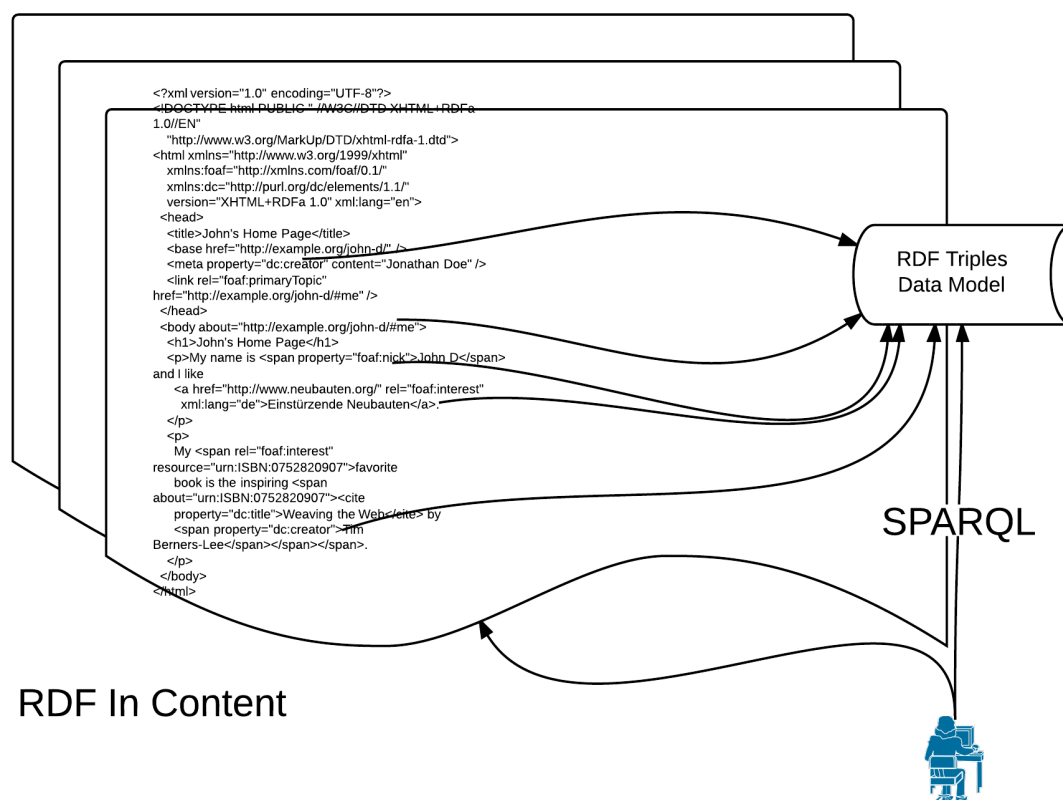 <?xml version="1.0" encoding="UTF-8"?>
<!DOCTYPE html PUBLIC "-//W3C//DTD XHTML+RDFa
1.0//EN"
"http://www.w3.org/MarkUp/DTD/xhtml-rdfa-1.dtd">
<html xmlns="http://www.w3.org/1999/xhtml"
xmlns:foaf="http://xmlns.com/foaf/0.1/"
xmlns:dc="http://purl.org/dc/elements/1.1/"
version="XHTML+RDFa 1.0" xml:lang="en">
<head>
<title>John's Home Page</title>
<base href="http://example.org/john-d/" />
<meta property="dc:creator" content="Jonathan Doe" />
<link rel="foaf:primaryTopic"
href="http://example.org/john-d/#me" />
</head>
<body about="http://example.org/john-d/#me">
<h1>John's Home Page</h1>
<p>My name is <span property="foaf:nick">John D</span>
and I like
<a href="http://www.neubauten.org/" rel="foaf:interest"
xml:lang="de">Einstürzende Neubauten</a>.
</p>
<p>
My <span rel="foaf:interest"
resource="urn:ISBN:0752820907">favorite
book is the inspiring <span
about="urn:ISBN:0752820907"><cite
property="dc:title">Weaving the Web</cite> by
<span property="dc:creator">Tim
Berners-Lee</span></span></span>.
</p>
</body>
</html>
RDF Triples
Data Model
SPARQL
RDF In Content